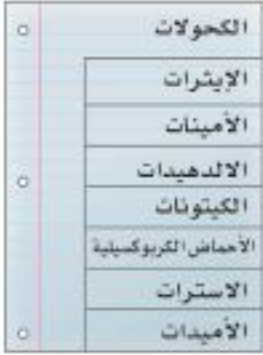 الكحولات
الإيثرات
الأمينات
الالدهيدات
الكيتونات
الأحماض الكربوكسيلية
الاسترات
الأميدات